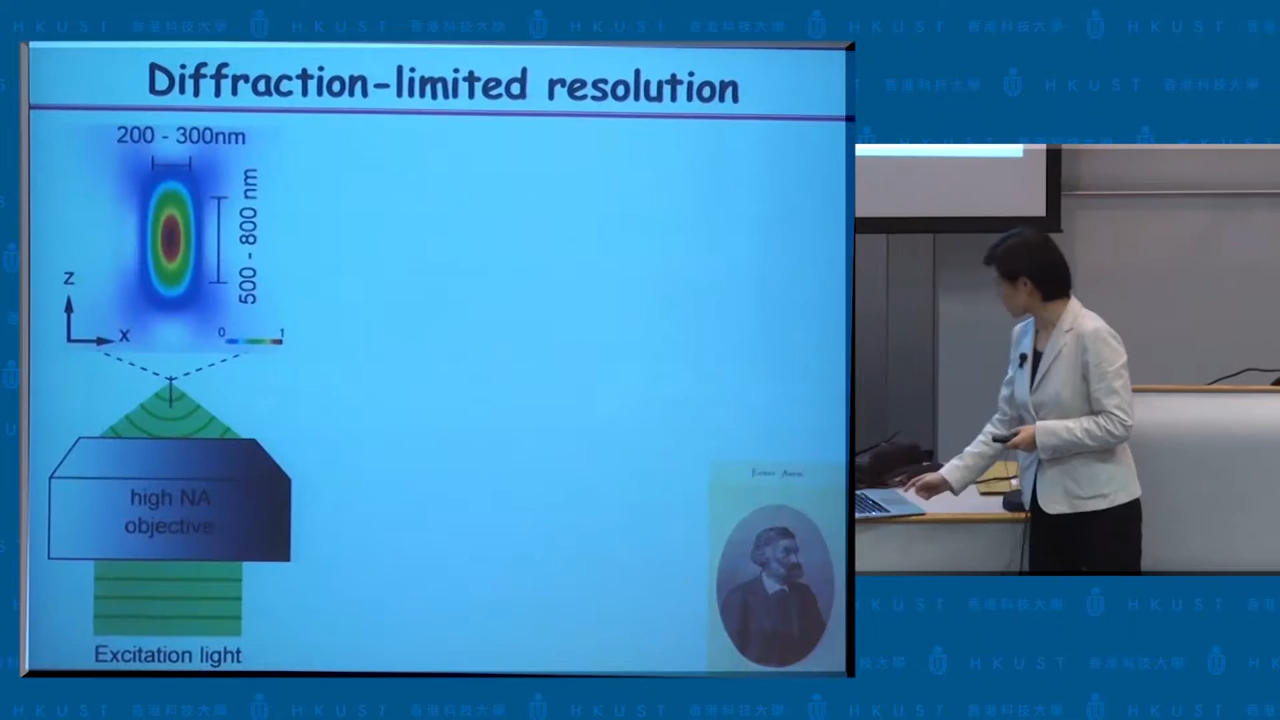 Diffraction-limited resolution
200 - 300nm
500 - 800 nm
z
x
0
1
high NA
objective
Excitation light
HKUST 香港科技大學